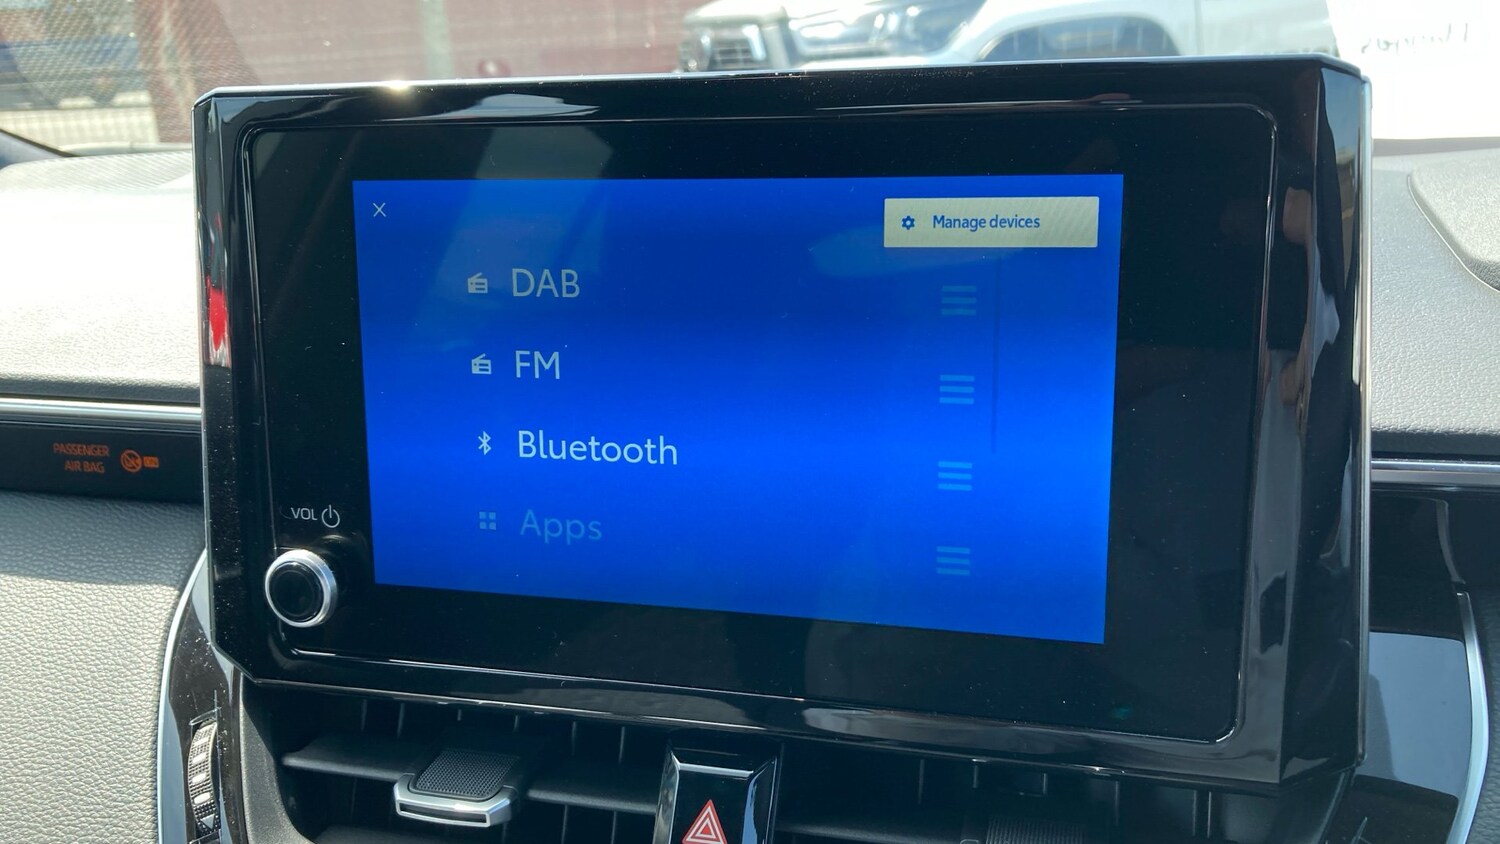 Manage devices
DAB
FM
Bluetooth
Apps
PASSENGER
AIR BAG
VOL